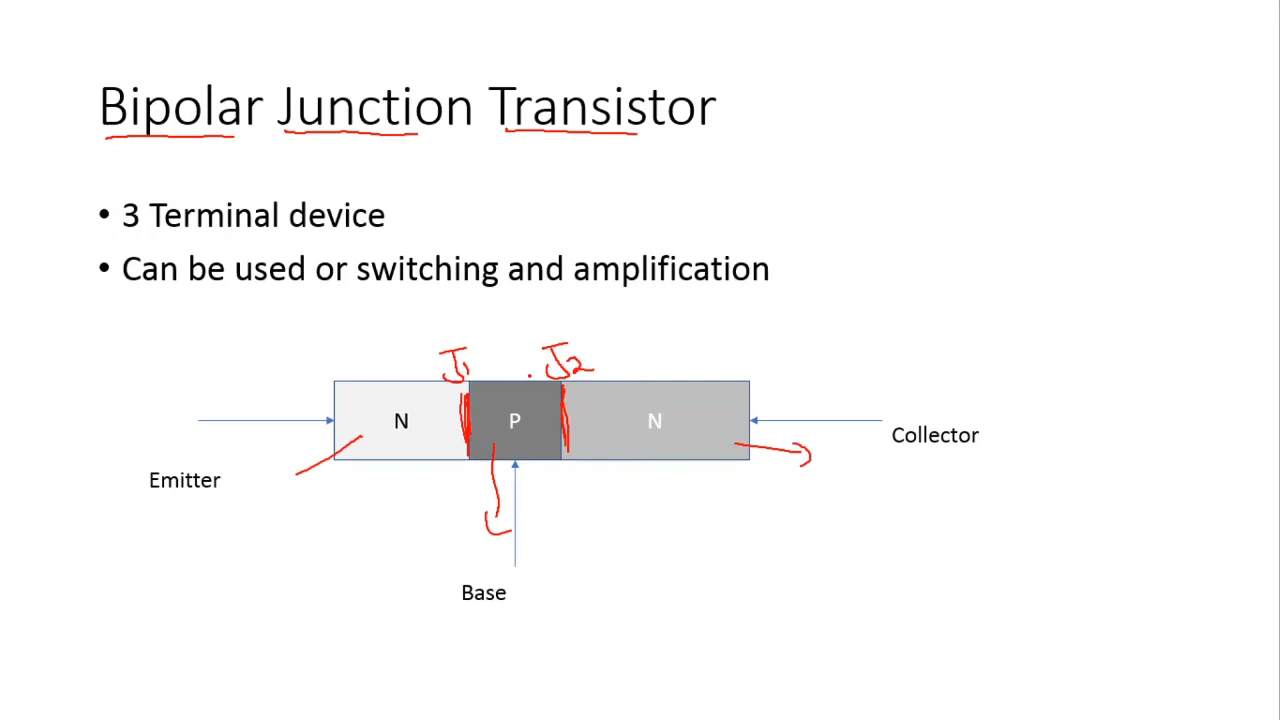 Bipolar Junction Transistor
• 3 Terminal device
• Can be used or switching and amplification
J1 J2
N P N
Collector
Emitter
Base